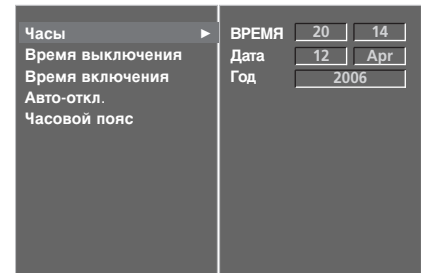 Часы
Время выключения
Время включения
Авто-откл.
Часовой пояс
ВРЕМЯ 20 14
Дата 12 Apr
Год 2006